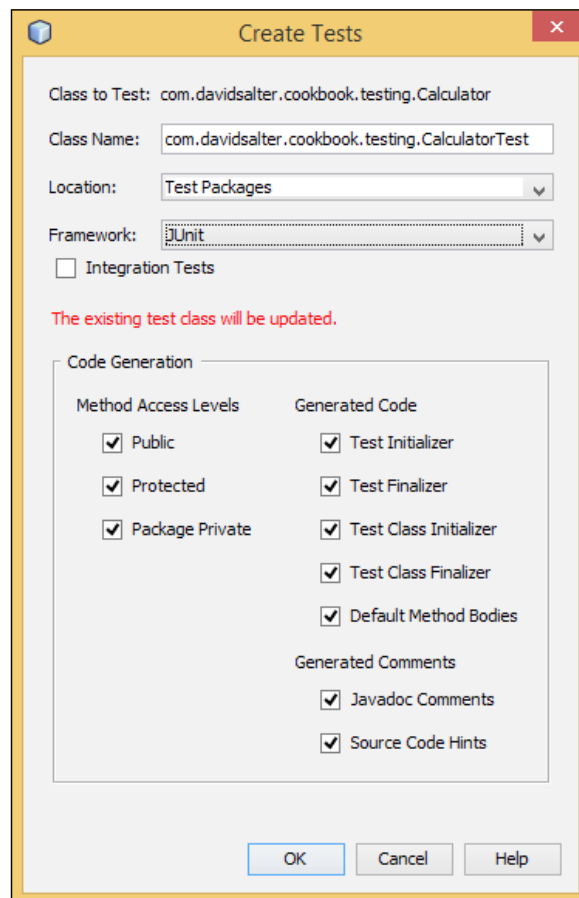 Create Tests
Class to Test: com.davidsalter.cookbook.testing.Calculator
Class Name: com.davidsalter.cookbook.testing.CalculatorTest
Location: Test Packages
Framework: JUnit
Integration Tests
The existing test class will be updated.
Code Generation
Method Access Levels
Public
Protected
Package Private
Generated Code
Test Initializer
Test Finalizer
Test Class Initializer
Test Class Finalizer
Default Method Bodies
Generated Comments
Javadoc Comments
Source Code Hints
OK
Cancel
Help